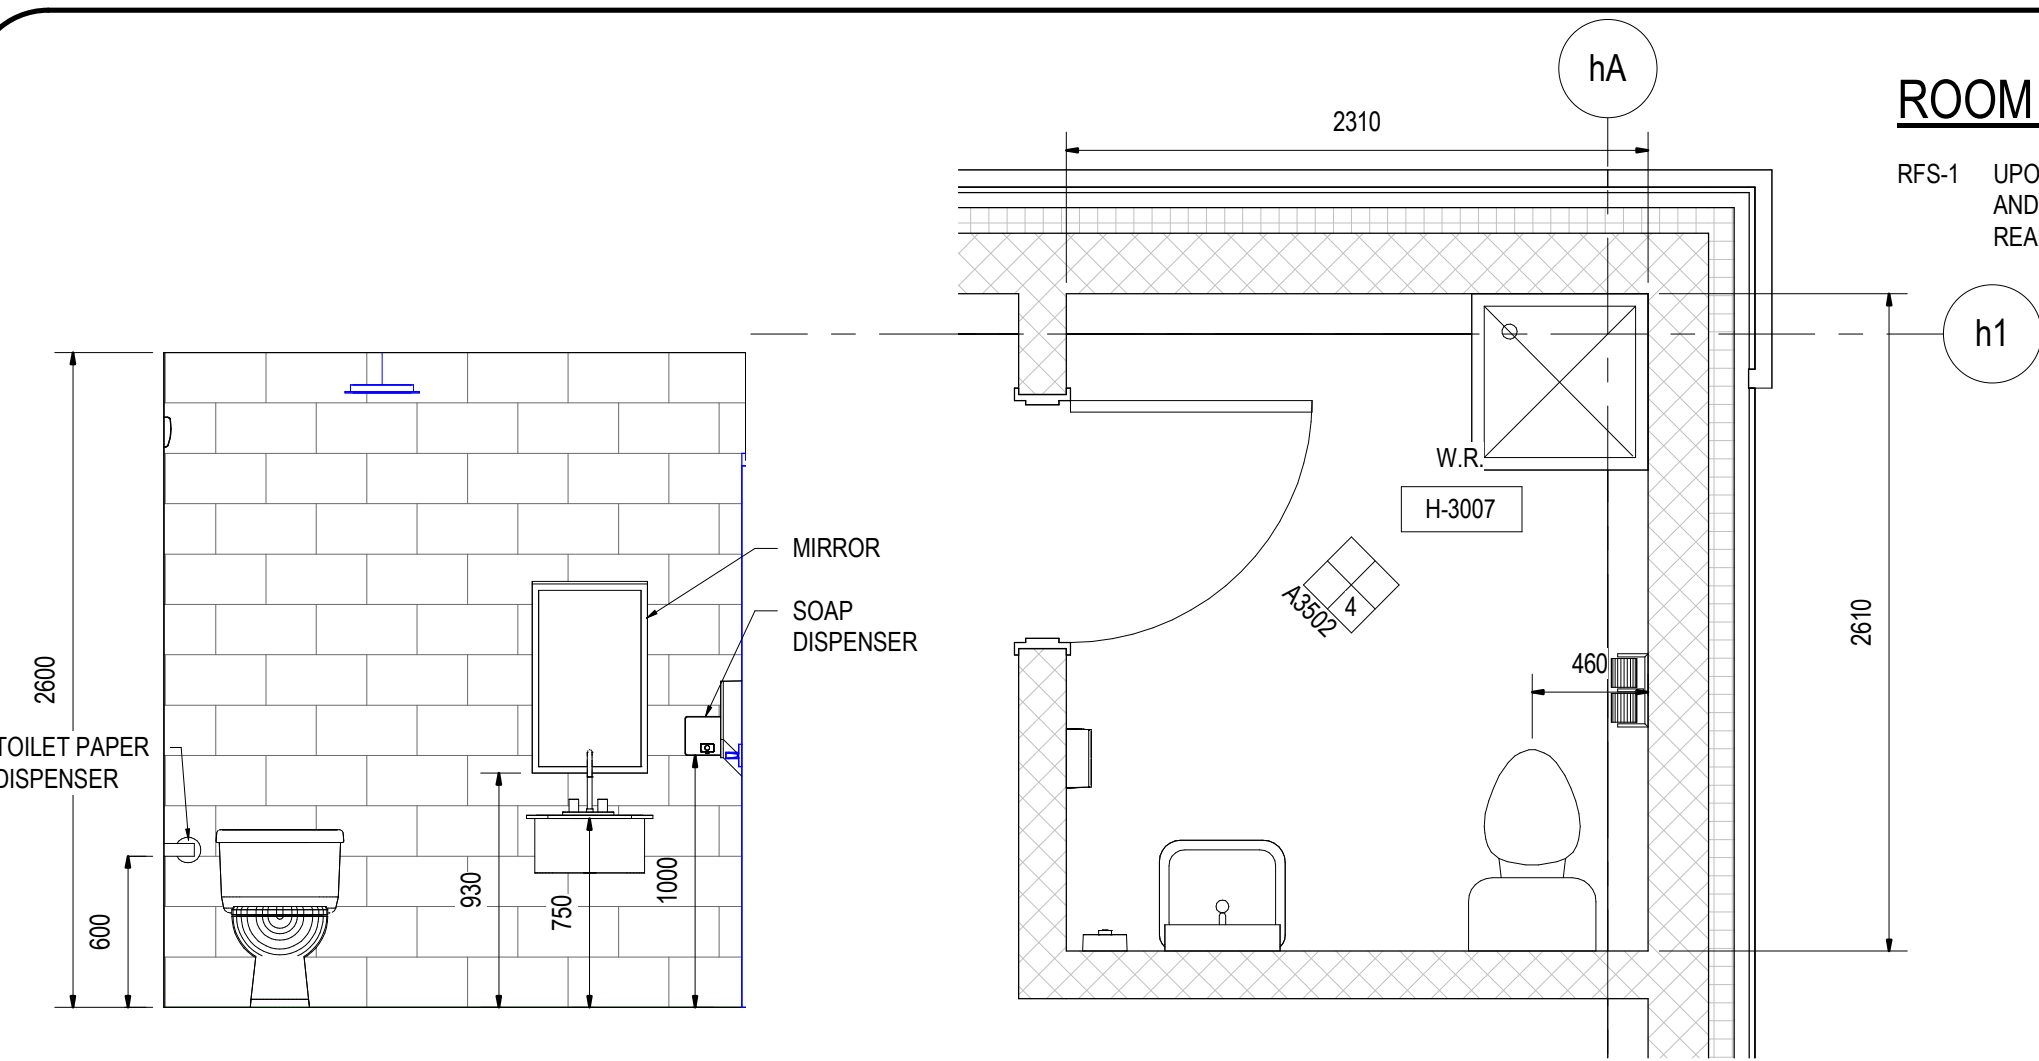 hA
2310
ROOM
RFS-1 UPO
AND
REA
h1
W.R.
H-3007
A3502
4
460
2610
MIRROR
SOAP
DISPENSER
2600
TOILET PAPER
DISPENSER
600
930
750
1000